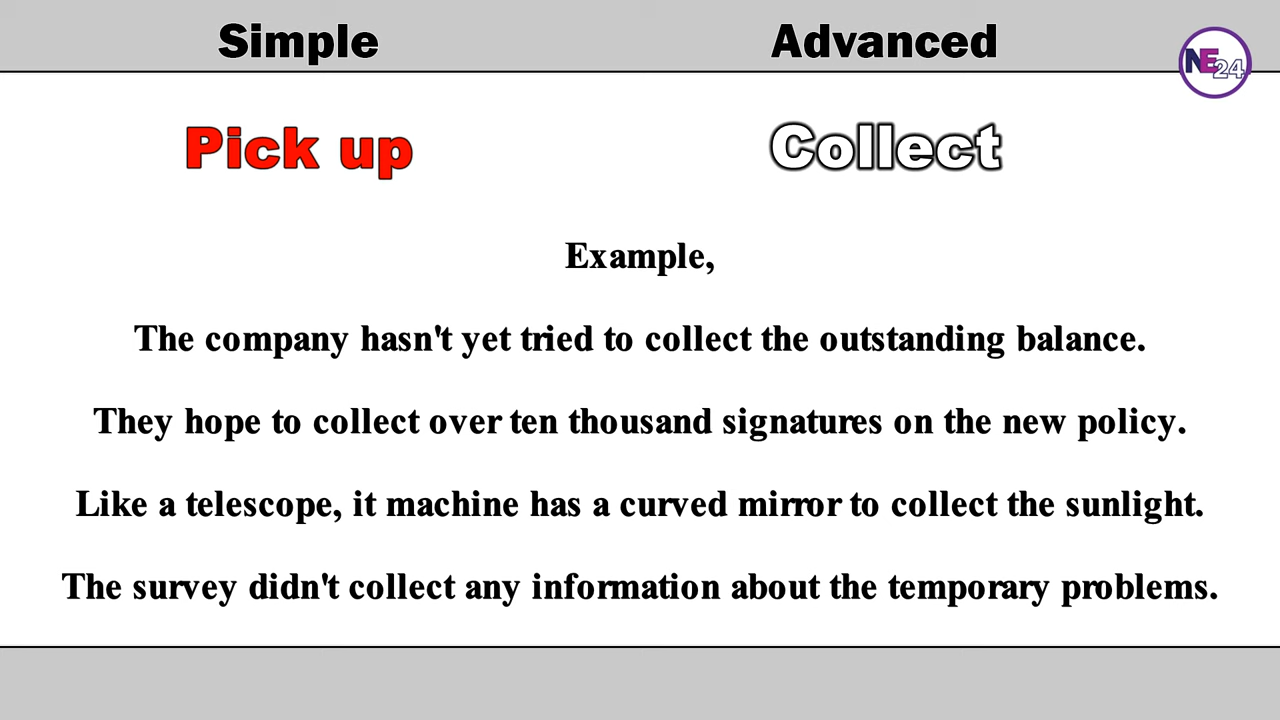 Simple Advanced
NE24
Pick up Collect
Example,
The company hasn't yet tried to collect the outstanding balance.
They hope to collect over ten thousand signatures on the new policy.
Like a telescope, it machine has a curved mirror to collect the sunlight.
The survey didn't collect any information about the temporary problems.